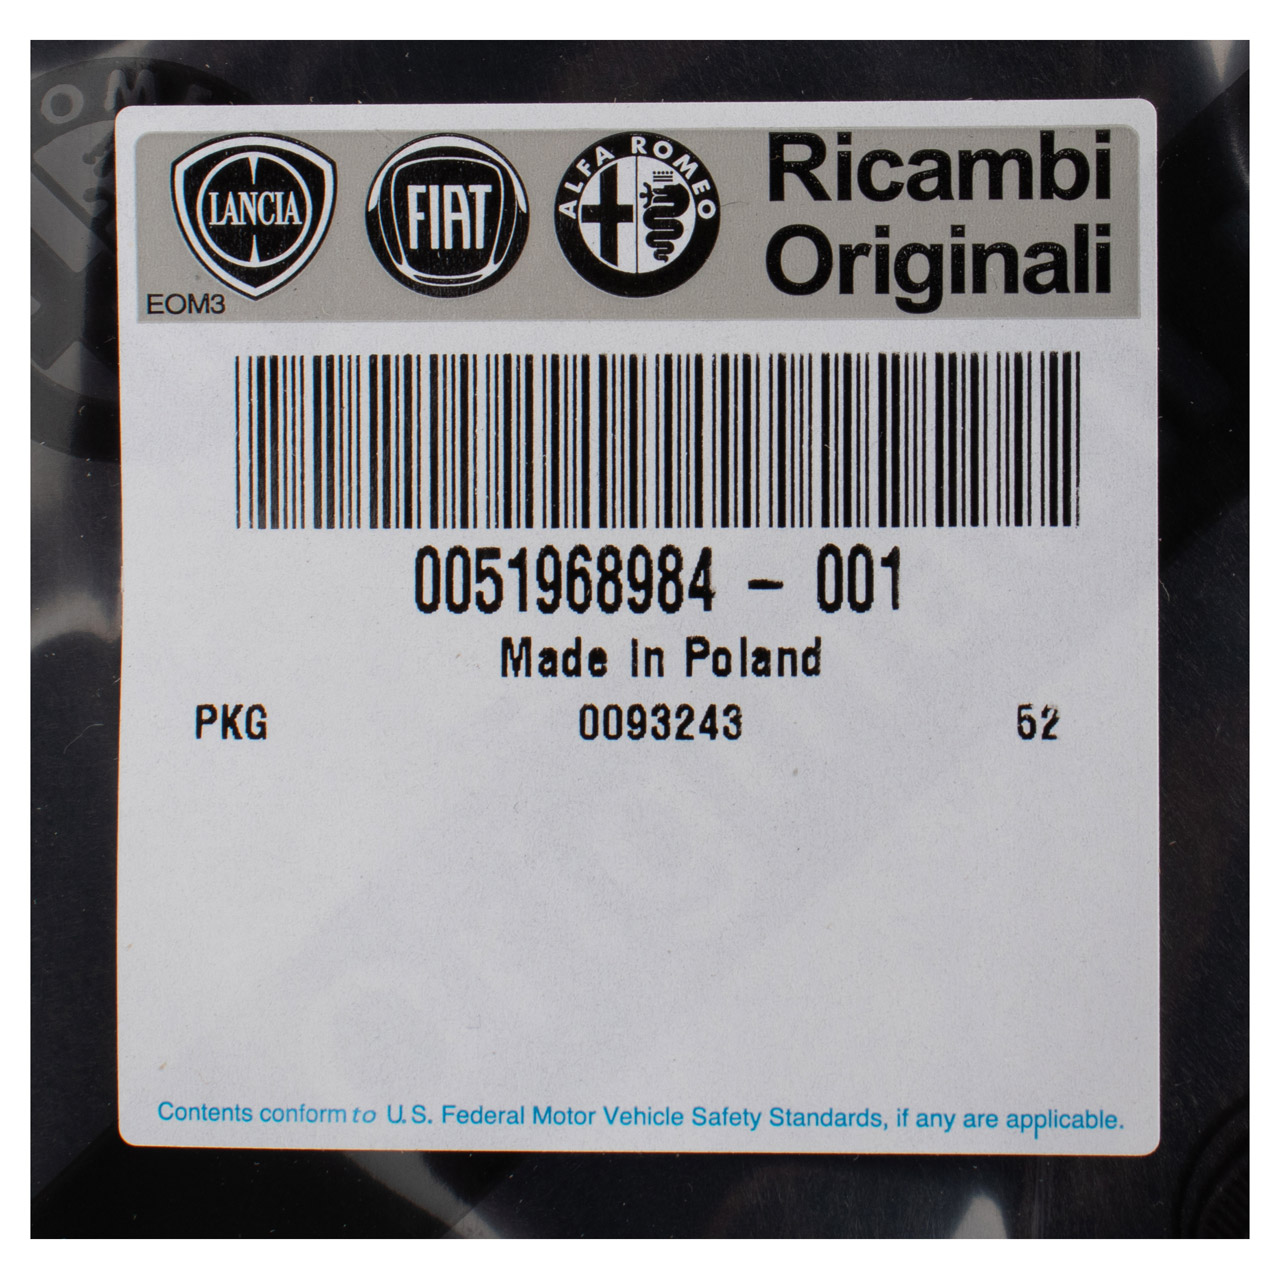 OME
LANCIA
FIAT
ALFA ROMEO
Ricambi
Originali
EOM3
0051968984 - 001
Made In Poland
PKG 0093243 52
Contents conform to U.S. Federal Motor Vehicle Safety Standards, if any are applicable.